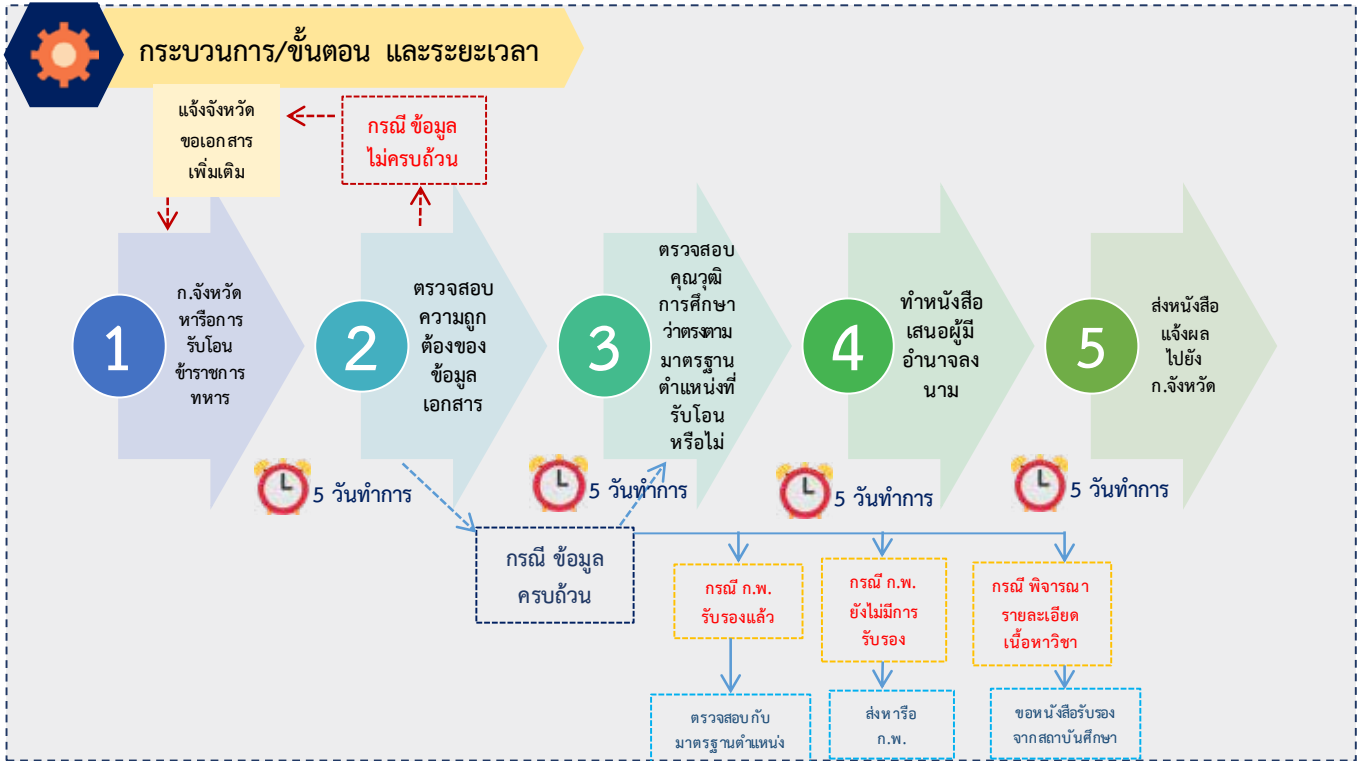 กระบวนการ/ขั้นตอน และระยะเวลา
แจ้งจังหวัด
ขอเอกสาร
เพิ่มเติม
กรณี ข้อมูล
ไม่ครบถ้วน
1
ก.จังหวัด
หารือการ
รับโอน
ข้าราชการ
ทหาร
2
ตรวจสอบ
ความถูก
ต้องของ
ข้อมูล
เอกสาร
3
ตรวจสอบ
คุณวุฒิ
การศึกษา
ว่าตรงตาม
มาตรฐาน
ตำแหน่งที่
รับโอน
หรือไม่
4
ทำหนังสือ
เสนอผู้มี
อำนาจลง
นาม
5
ส่งหนังสือ
แจ้งผล
ไปยัง
ก.จังหวัด
5 วันทำการ
5 วันทำการ
5 วันทำการ
5 วันทำการ
กรณี ข้อมูล
ครบถ้วน
กรณี ก.พ.
รับรองแล้ว
กรณี ก.พ.
ยังไม่มีการ
รับรอง
กรณี พิจารณา
รายละเอียด
เนื้อหาวิชา
ตรวจสอบกับ
มาตรฐานตำแหน่ง
ส่งหารือ
ก.พ.
ขอหนังสือรับรอง
จากสถาบันศึกษา